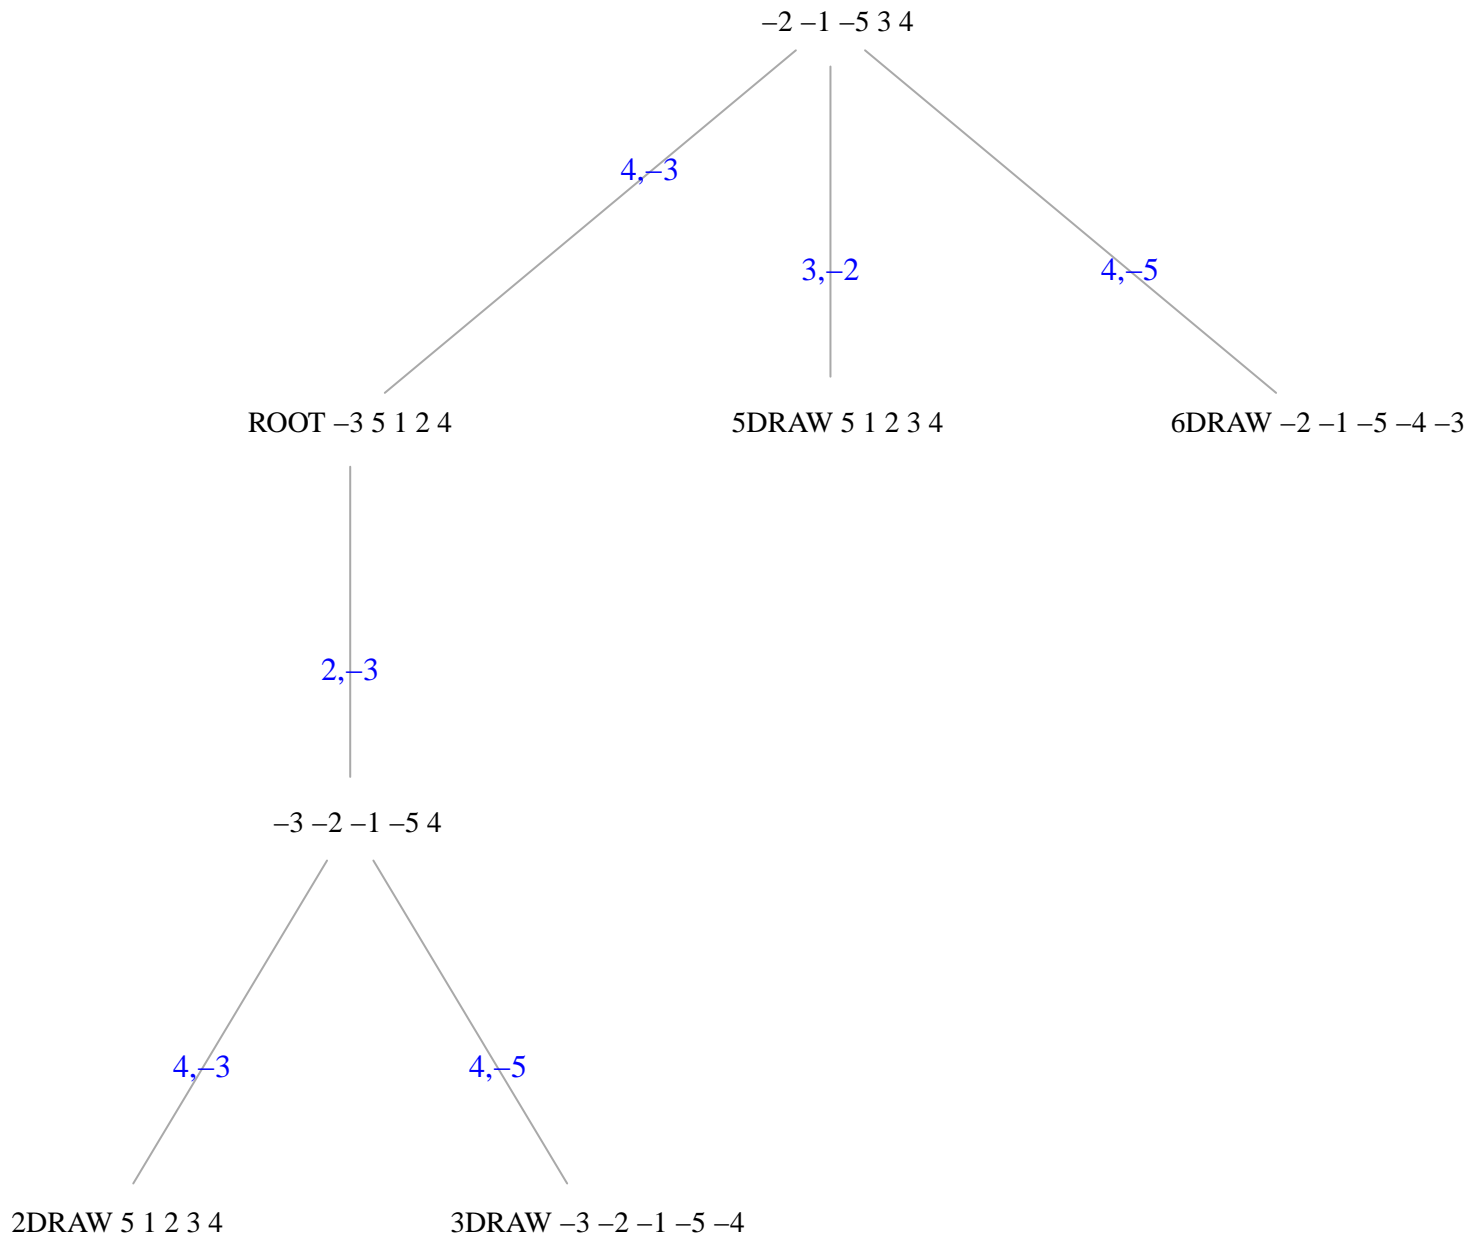 –2 –1 –5 3 4
4,–3
3,–2
4,–5
ROOT –3 5 1 2 4
5DRAW 5 1 2 3 4
6DRAW –2 –1 –5 –4 –3
2,–3
–3 –2 –1 –5 4
4,–3
4,–5
2DRAW 5 1 2 3 4
3DRAW –3 –2 –1 –5 –4